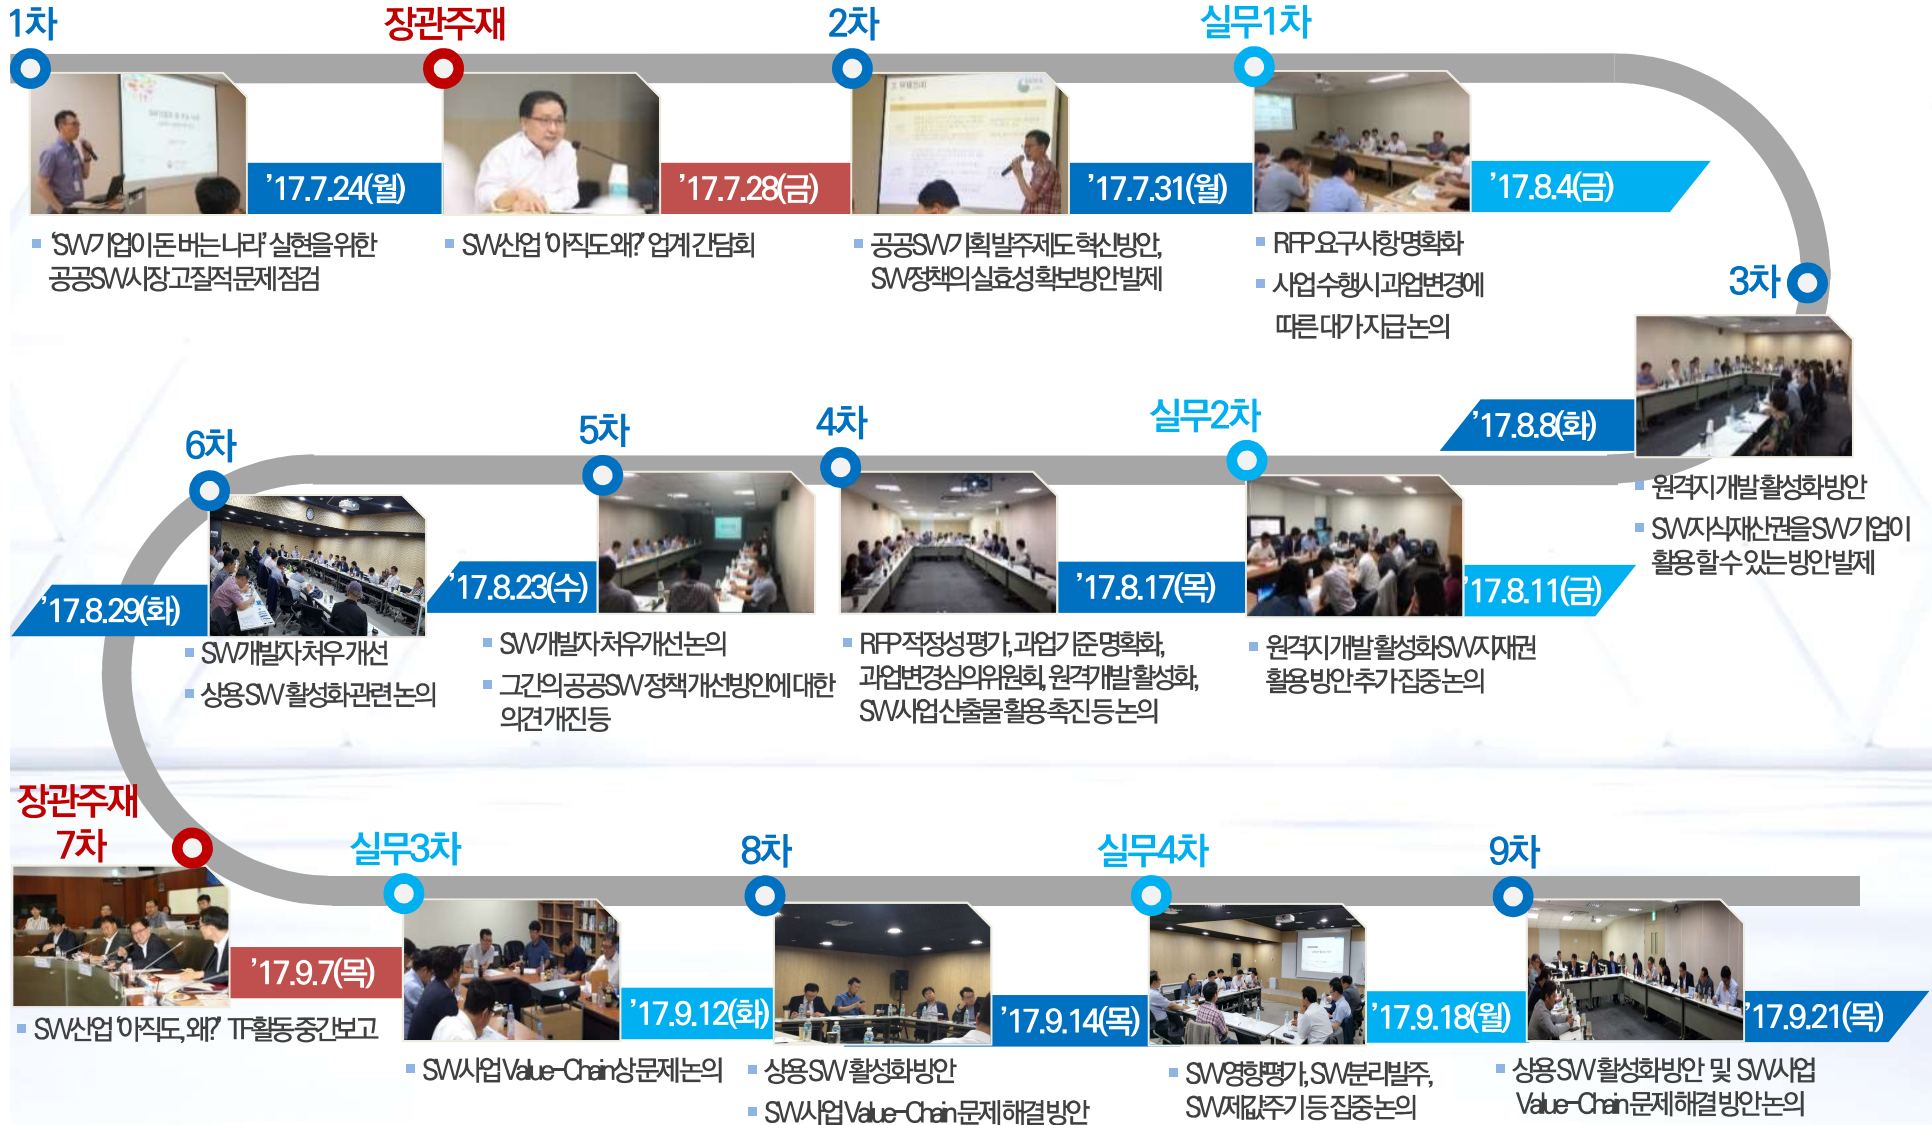 1차
장관주재
2차
실무1차
'17.7.24(월)
'17.7.28(금)
'17.7.31(월)
'17.8.4(금)
'SW기업이 돈 버는 나라' 실현을 위한
공공SW시장 고질적 문제 점검
SW산업 '아직도 왜?' 업계 간담회
공공SW기획 발주제도 혁신방안,
SW정책의 실효성 확보방안 발제
RFP 요구사항 명확화
사업 수행시 과업변경에
따른 대가 지급 논의
3차
'17.8.8(화)
원격지 개발 활성화 방안
SW지식재산권을 SW기업이
활용 할 수 있는 방안 발제
실무2차
'17.8.11(금)
원격지 개발 활성화·SW지재권
활용 방안 추가 집중 논의
4차
'17.8.17(목)
RFP 적정성 평가, 과업기준 명확화,
과업변경심의위원회, 원격개발 활성화,
SW사업 산출물 활용 촉진 등 논의
5차
'17.8.23(수)
SW개발자 처우개선 논의
그간의 공공SW 정책 개선방안에 대한
의견 개진 등
6차
'17.8.29(화)
SW개발자 처우 개선
상용SW 활성화 관련 논의
장관주재
7차
'17.9.7(목)
SW산업 '아직도, 왜?' TF활동 중간보고
실무3차
'17.9.12(화)
SW사업 Value-Chain상 문제 논의
8차
'17.9.14(목)
상용SW 활성화 방안
SW사업 Value-Chain 문제 해결 방안
실무4차
'17.9.18(월)
SW영향평가, SW분리발주,
SW제값주기 등 집중 논의
9차
'17.9.21(목)
상용SW 활성화 방안 및 SW사업
Value-Chain 문제 해결 방안 논의